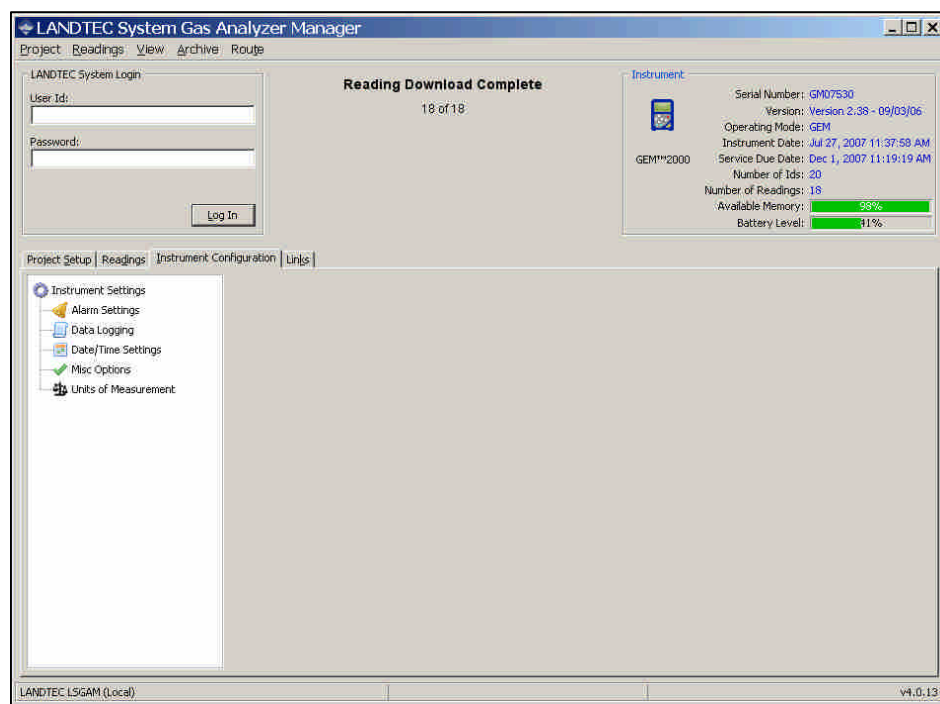 LANDTEC System Gas Analyzer Manager
Project Readings View Archive Route
LANDTEC System Login
User Id:
Password:
Log In
Reading Download Complete
18 of 18
Instrument
GEM™2000
Serial Number: GM07530
Version: Version 2.38 - 09/03/06
Operating Mode: GEM
Instrument Date: Jul 27, 2007 11:37:58 AM
Service Due Date: Dec 1, 2007 11:19:19 AM
Number of Ids: 20
Number of Readings: 18
Available Memory: 98%
Battery Level: 41%
Project Setup Readings Instrument Configuration Links
Instrument Settings
Alarm Settings
Data Logging
Date/Time Settings
Misc Options
Units of Measurement
LANDTEC LSGAM (Local) v4.0.13